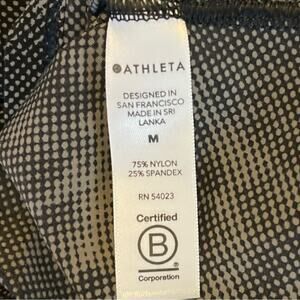 ATHLETA
DESIGNED IN
SAN FRANCISCO
MADE IN SRI
LANKA
M
75% NYLON
25% SPANDEX
RN 54023
Certified
B
Corporation